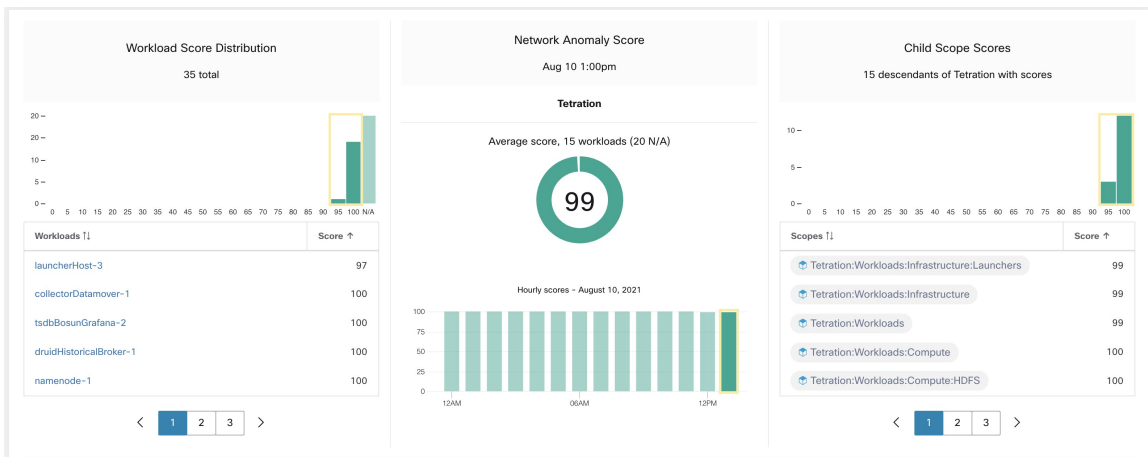 Workload Score Distribution
35 total
20
20
10
5
0
0 5 10 15 20 25 30 35 40 45 50 55 60 65 70 75 80 85 90 95 100 N/A
Workloads ↑↓ Score ↑
launcherHost-3 97
collectorDatamover-1 100
tsdbBosunGrafana-2 100
druidHistoricalBroker-1 100
namenode-1 100
< 1 2 3 >
Network Anomaly Score
Aug 10 1:00pm
Tetration
Average score, 15 workloads (20 N/A)
99
Hourly scores - August 10, 2021
100
75
50
25
0
12AM 06AM 12PM
Child Scope Scores
15 descendants of Tetration with scores
10
5
0
0 5 10 15 20 25 30 35 40 45 50 55 60 65 70 75 80 85 90 95 100
Scopes ↑↓ Score ↑
Tetration:Workloads:Infrastructure:Launchers 99
Tetration:Workloads:Infrastructure 99
Tetration:Workloads 99
Tetration:Workloads:Compute 100
Tetration:Workloads:Compute:HDFS 100
< 1 2 3 >